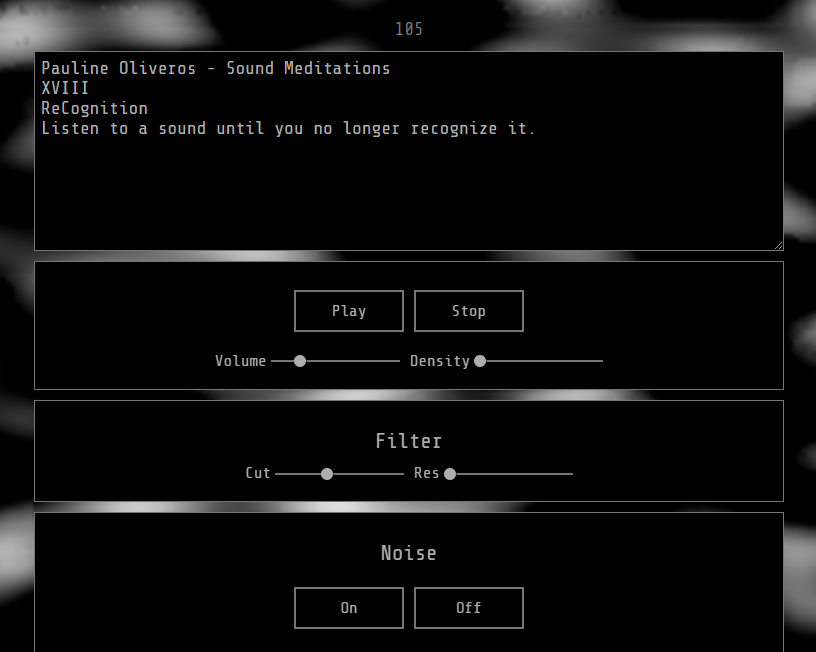 105
Pauline Oliveros - Sound Meditations
XVIII
ReCognition
Listen to a sound until you no longer recognize it.
Play Stop
Volume Density
Filter
Cut Res
Noise
On Off